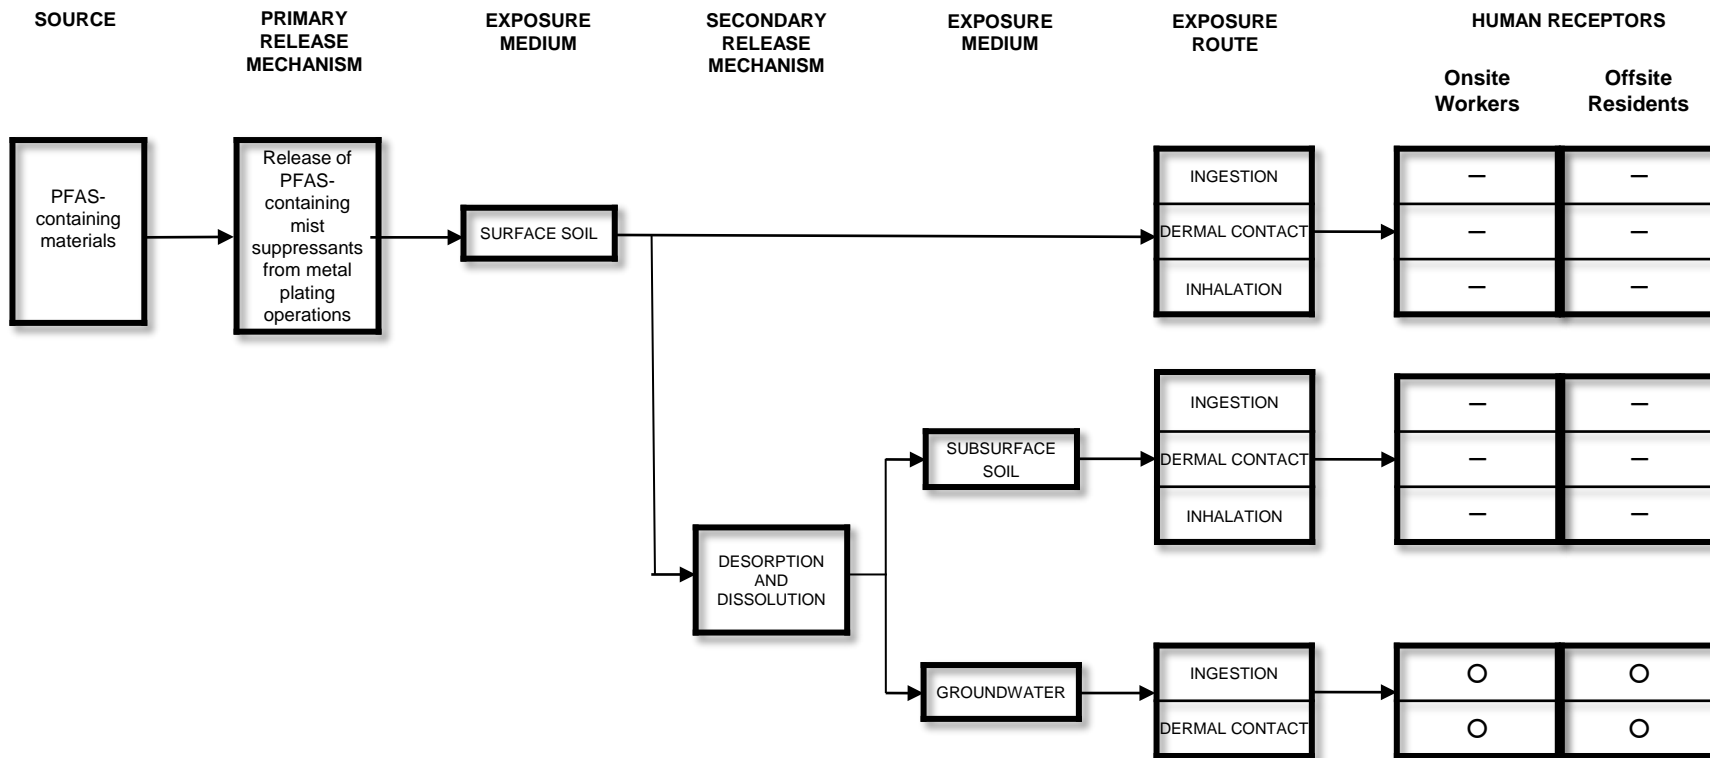 SOURCE
PRIMARY
RELEASE
MECHANISM
EXPOSURE
MEDIUM
SECONDARY
RELEASE
MECHANISM
EXPOSURE
MEDIUM
EXPOSURE
ROUTE
HUMAN RECEPTORS
Onsite
Workers
Offsite
Residents
PFAS-
containing
materials
Release of
PFAS-
containing
mist
suppressants
from metal
plating
operations
SURFACE SOIL
INGESTION
– –
DERMAL CONTACT
– –
INHALATION
– –
SUBSURFACE
SOIL
INGESTION
– –
DERMAL CONTACT
– –
INHALATION
– –
DESORPTION
AND
DISSOLUTION
GROUNDWATER
INGESTION
O O
DERMAL CONTACT
O O